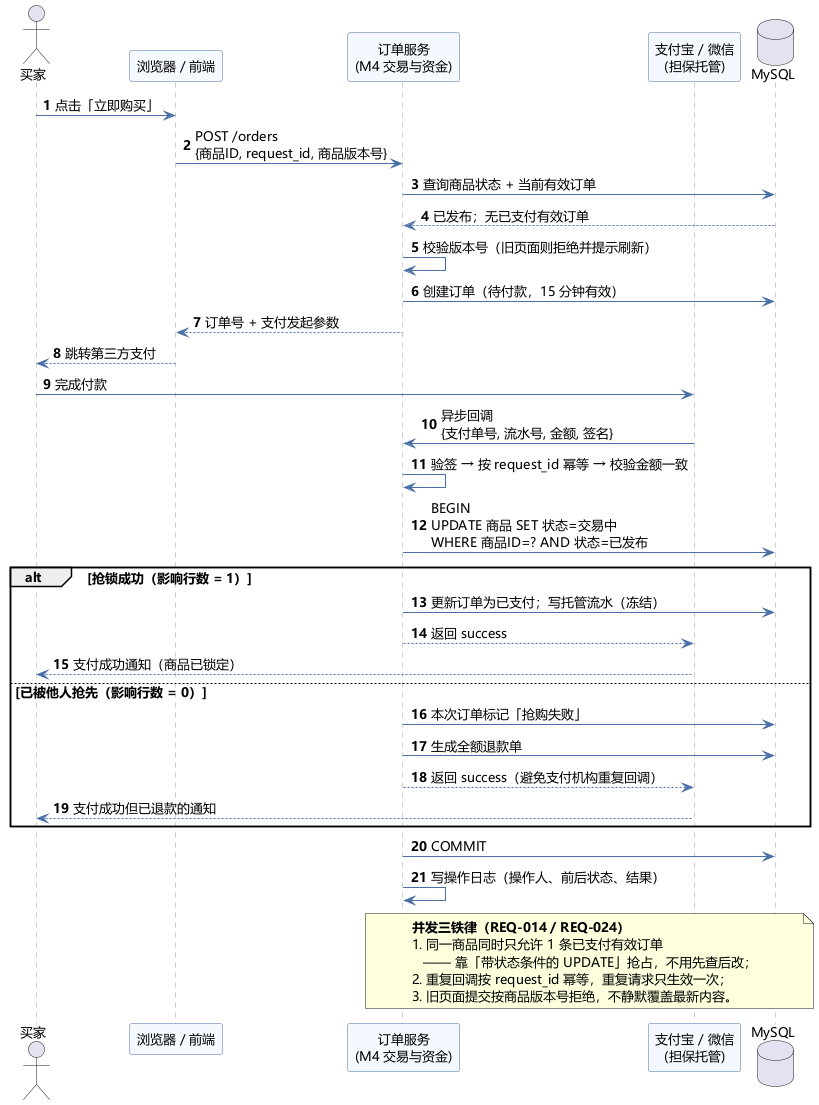 买家
浏览器 / 前端
订单服务
(M4 交易与资金)
支付宝 / 微信
(担保托管)
MySQL
1 点击「立即购买」
2 POST /orders
{商品ID, request_id, 商品版本号}
3 查询商品状态 + 当前有效订单
4 已发布；无已支付有效订单
5 校验版本号（旧页面则拒绝并提示刷新）
6 创建订单（待付款，15 分钟有效）
7 订单号 + 支付发起参数
8 跳转第三方支付
9 完成付款
10 异步回调
{支付单号, 流水号, 金额, 签名}
11 验签 → 按 request_id 幂等 → 校验金额一致
12 BEGIN
UPDATE 商品 SET 状态=交易中
WHERE 商品ID=? AND 状态=已发布
alt [抢锁成功（影响行数 = 1）]
13 更新订单为已支付；写托管流水（冻结）
14 返回 success
15 支付成功通知（商品已锁定）
[已被他人抢先（影响行数 = 0）]
16 本次订单标记「抢购失败」
17 生成全额退款单
18 返回 success（避免支付机构重复回调）
19 支付成功但已退款的通知
20 COMMIT
21 写操作日志（操作人、前后状态、结果）
并发三铁律（REQ-014 / REQ-024）
1. 同一商品同时只允许 1 条已支付有效订单
—— 靠「带状态条件的 UPDATE」抢占，不用先查后改；
2. 重复回调按 request_id 幂等，重复请求只生效一次；
3. 旧页面提交按商品版本号拒绝，不静默覆盖最新内容。
买家
浏览器 / 前端
订单服务
(M4 交易与资金)
支付宝 / 微信
(担保托管)
MySQL